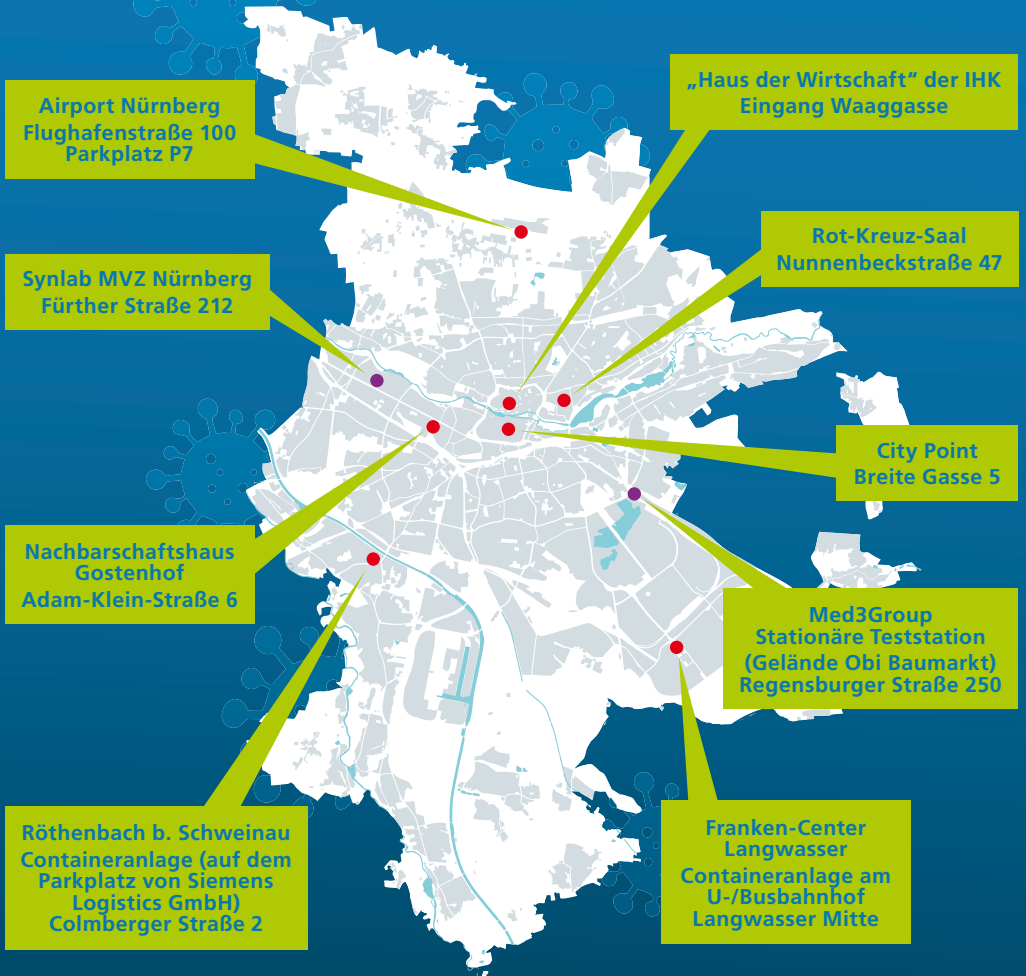 Airport Nürnberg
Flughafenstraße 100
Parkplatz P7
„Haus der Wirtschaft“ der IHK
Eingang Waaggasse
Rot-Kreuz-Saal
Nunnenbeckstraße 47
Synlab MVZ Nürnberg
Fürther Straße 212
City Point
Breite Gasse 5
Nachbarschaftshaus
Gostenhof
Adam-Klein-Straße 6
Med3Group
Stationäre Teststation
(Gelände Obi Baumarkt)
Regensburger Straße 250
Röthenbach b. Schweinau
Containeranlage (auf dem
Parkplatz von Siemens
Logistics GmbH)
Colmberger Straße 2
Franken-Center
Langwasser
Containeranlage am
U-/Busbahnhof
Langwasser Mitte